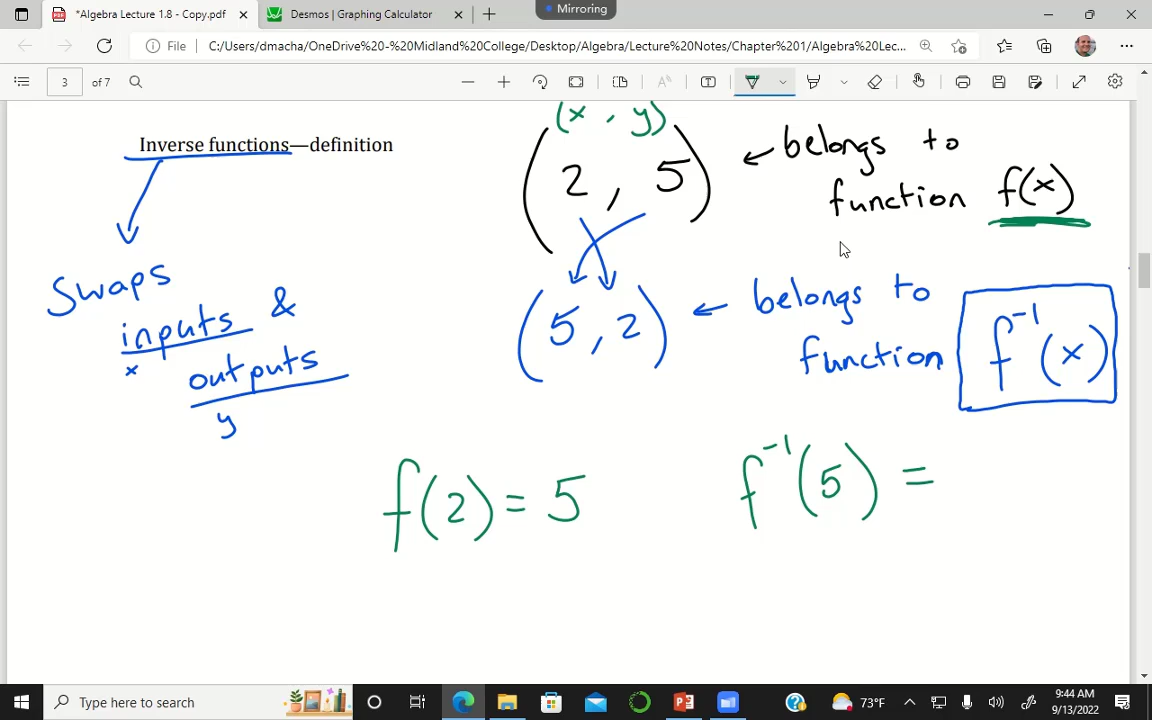 *Algebra Lecture 1.8 - Copy.pdf
Desmos | Graphing Calculator
Mirroring
File
C:/Users/dmacha/OneDrive%20-%20Midland%20College/Desktop/Algebra/Lecture%20Notes/Chapter%201/Algebra%20Lec...
3 of 7
Inverse functions—definition
(x , y)
(2 , 5) ← belongs to
function f(x)
Swaps
inputs &
x
outputs
y
(5 , 2) ← belongs to
function f⁻¹(x)
f(2) = 5
f⁻¹(5) =
Type here to search
73°F
9:44 AM
9/13/2022